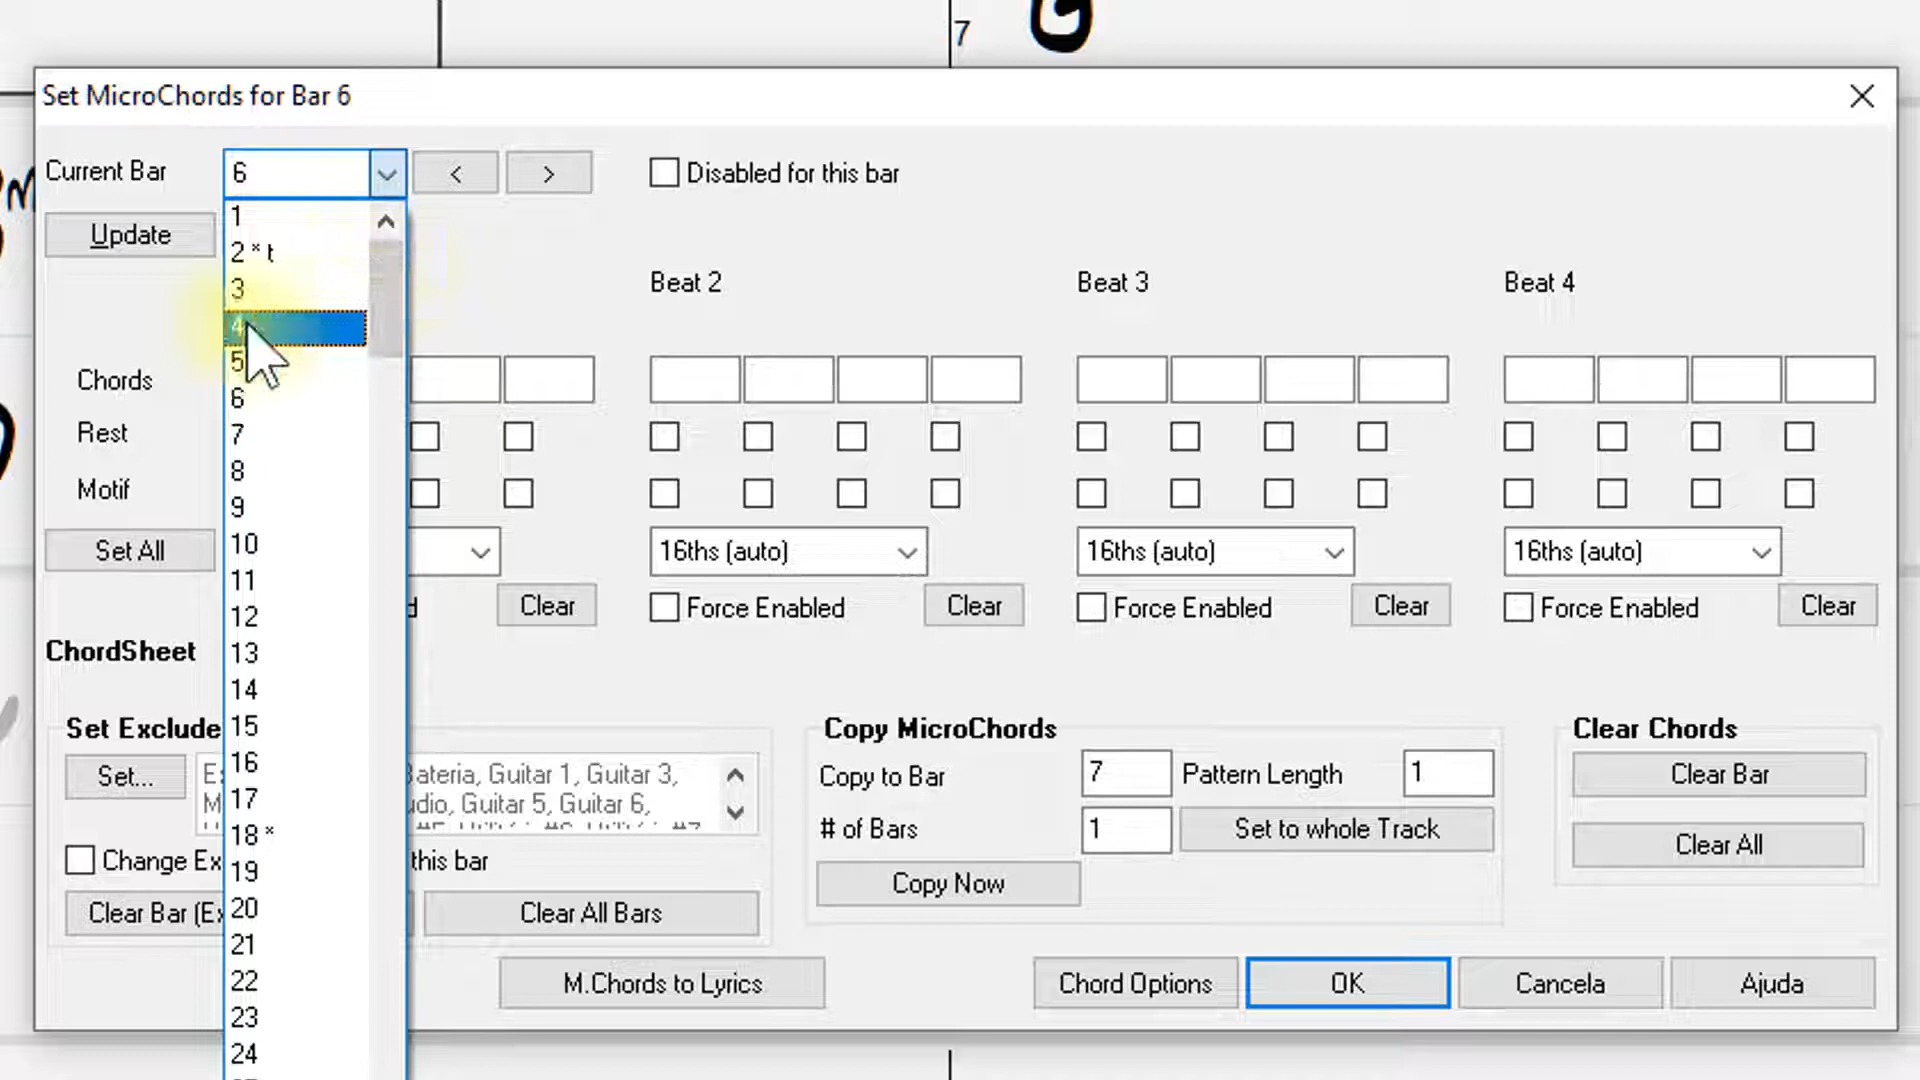 7 G
Set MicroChords for Bar 6
Current Bar 6 < > Disabled for this bar
Update
1
2 * t
3
4
5
6
7
8
9
10
11
12
13
14
15
16
17
18 *
19
20
21
22
23
24
Beat 2 Beat 3 Beat 4
Chords
Rest
Motif
Set All 16ths (auto) 16ths (auto) 16ths (auto)
Clear Force Enabled Clear Force Enabled Clear Force Enabled Clear
ChordSheet
Set Exclude
Set... Bateria, Guitar 1, Guitar 3,
Guitar 5, Guitar 6,
Change Ex this bar
Clear Bar (Ex Clear All Bars
Copy MicroChords
Copy to Bar 7 Pattern Length 1
# of Bars 1 Set to whole Track
Copy Now
Clear Chords
Clear Bar
Clear All
M.Chords to Lyrics Chord Options OK Cancela Ajuda